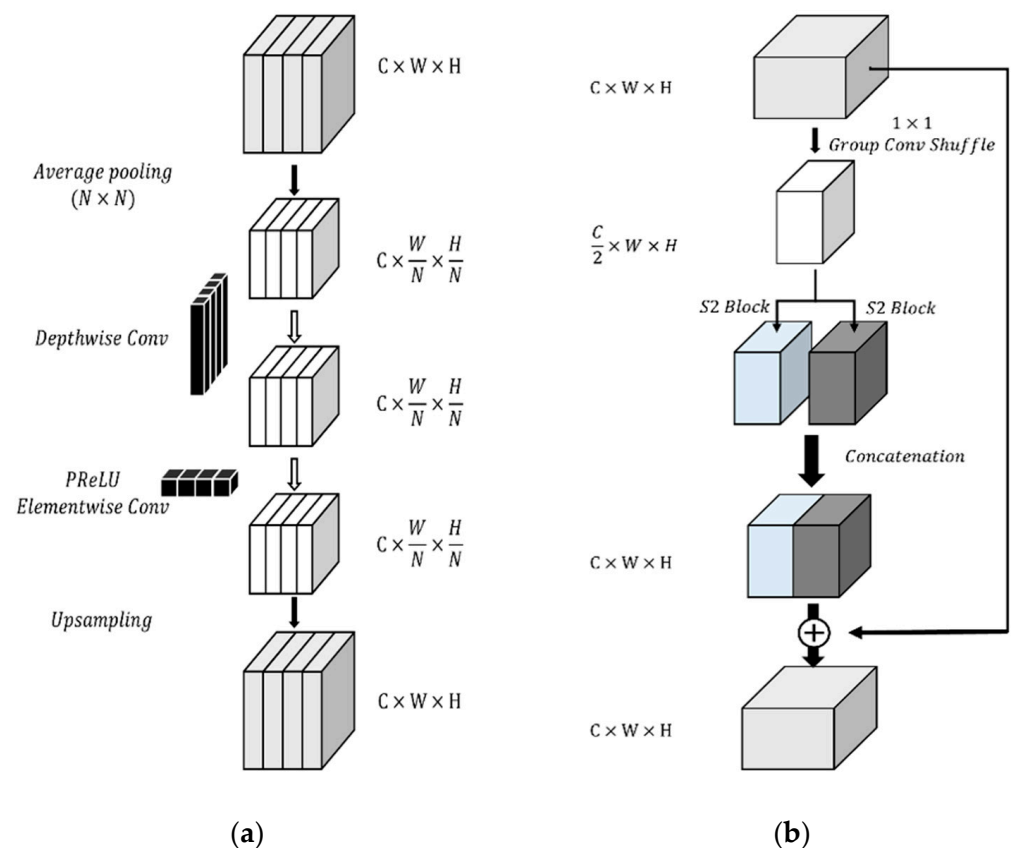 C × W × H
Average pooling
(N × N)
C × W/N × H/N
Depthwise Conv
C × W/N × H/N
PReLU
Elementwise Conv
C × W/N × H/N
Upsampling
C × W × H
(a)
C × W × H
1 × 1
Group Conv Shuffle
C/2 × W × H
S2 Block
S2 Block
Concatenation
C × W × H
+
C × W × H
(b)